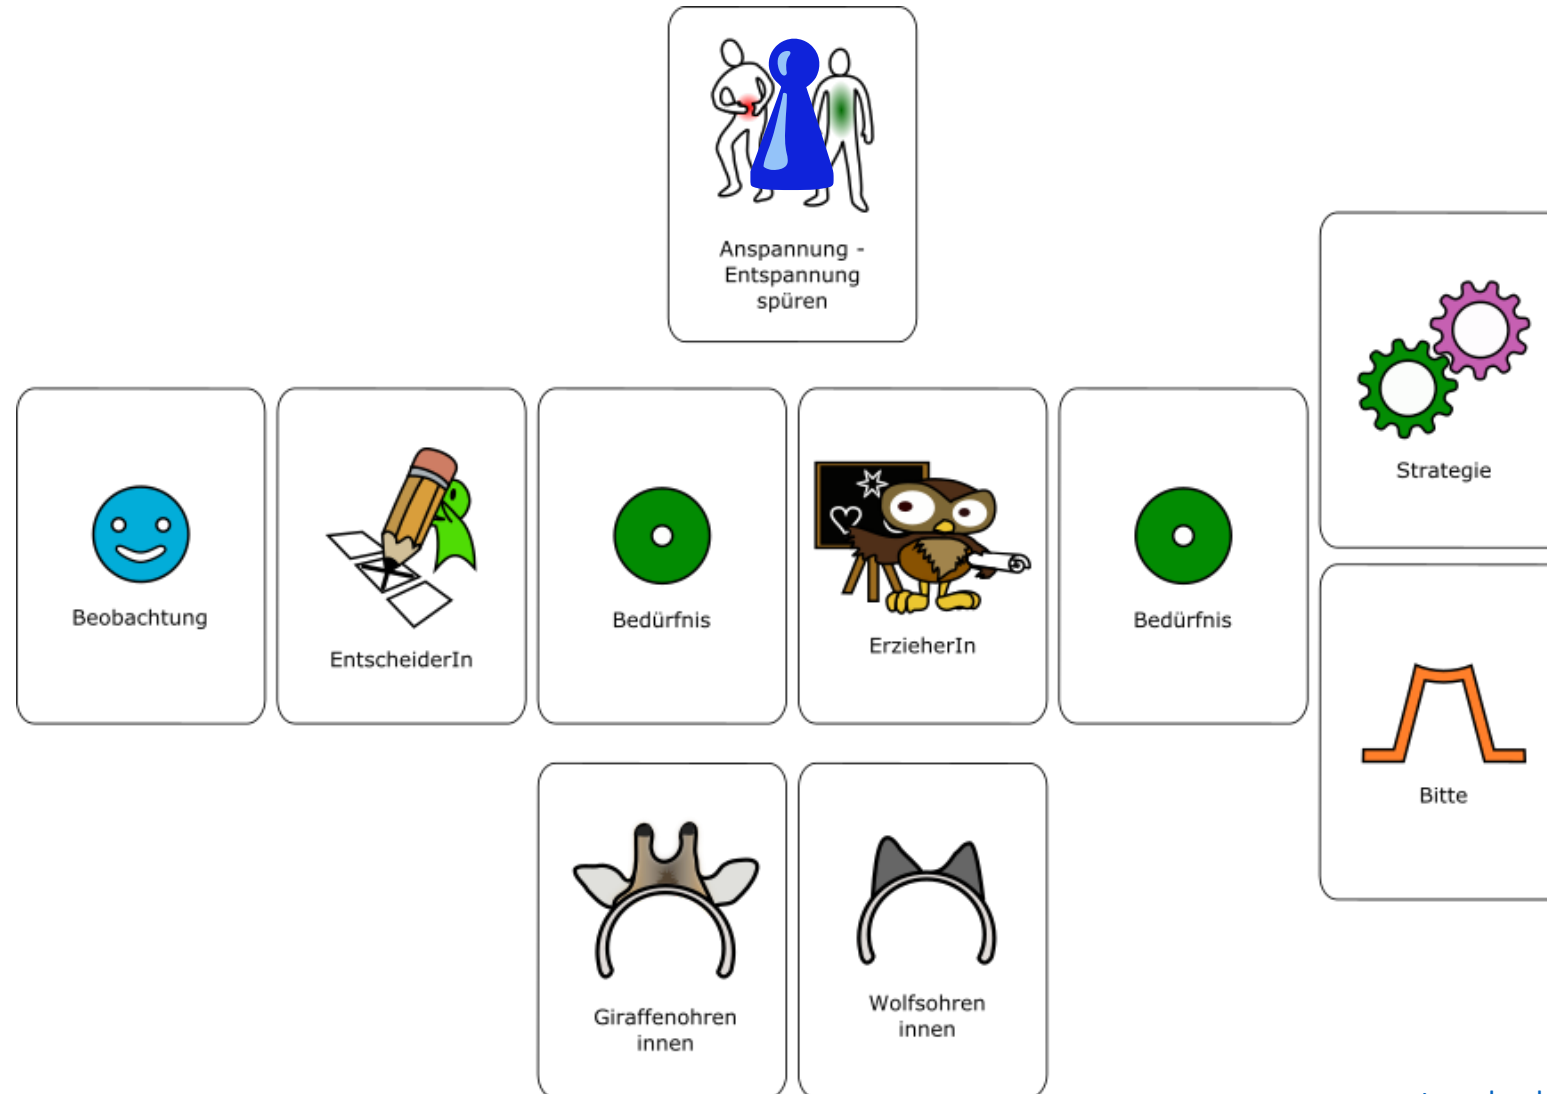 Anspannung -
Entspannung
spüren
Beobachtung
EntscheiderIn
Bedürfnis
ErzieherIn
Bedürfnis
Strategie
Bitte
Giraffenohren
innen
Wolfsohren
innen